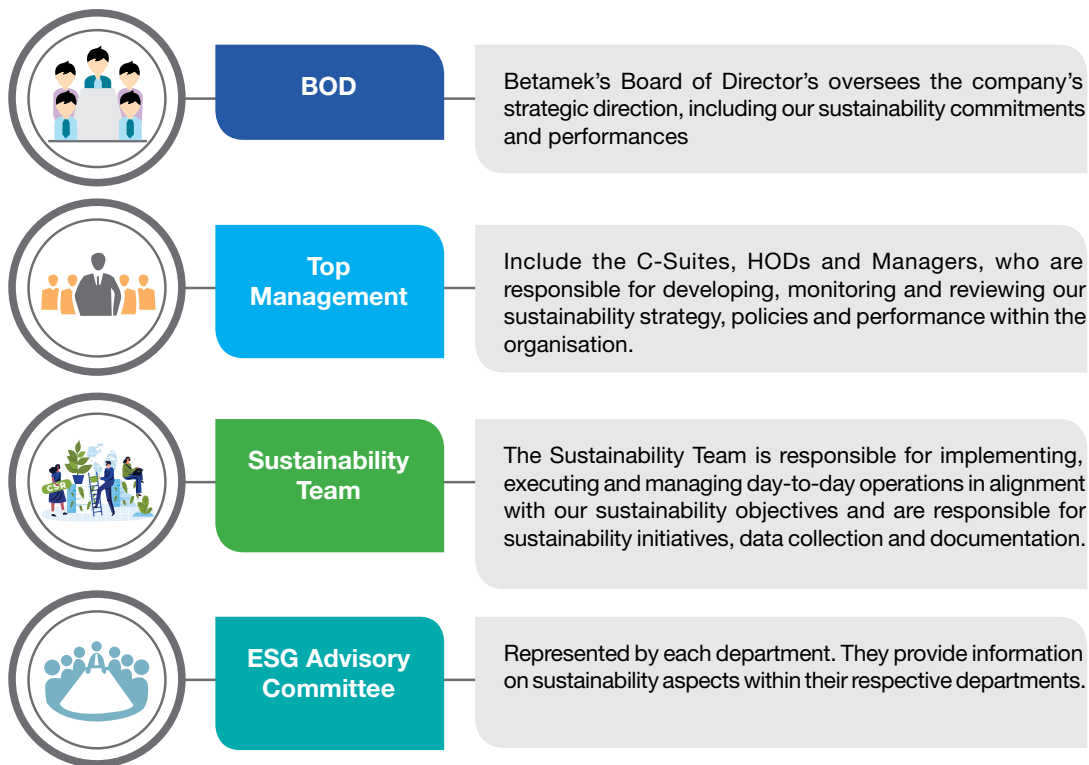 BOD
Betamek's Board of Director's oversees the company's
strategic direction, including our sustainability commitments
and performances
Top
Management
Include the C-Suites, HODs and Managers, who are
responsible for developing, monitoring and reviewing our
sustainability strategy, policies and performance within the
organisation.
CSR
Sustainability
Team
The Sustainability Team is responsible for implementing,
executing and managing day-to-day operations in alignment
with our sustainability objectives and are responsible for
sustainability initiatives, data collection and documentation.
ESG Advisory
Committee
Represented by each department. They provide information
on sustainability aspects within their respective departments.